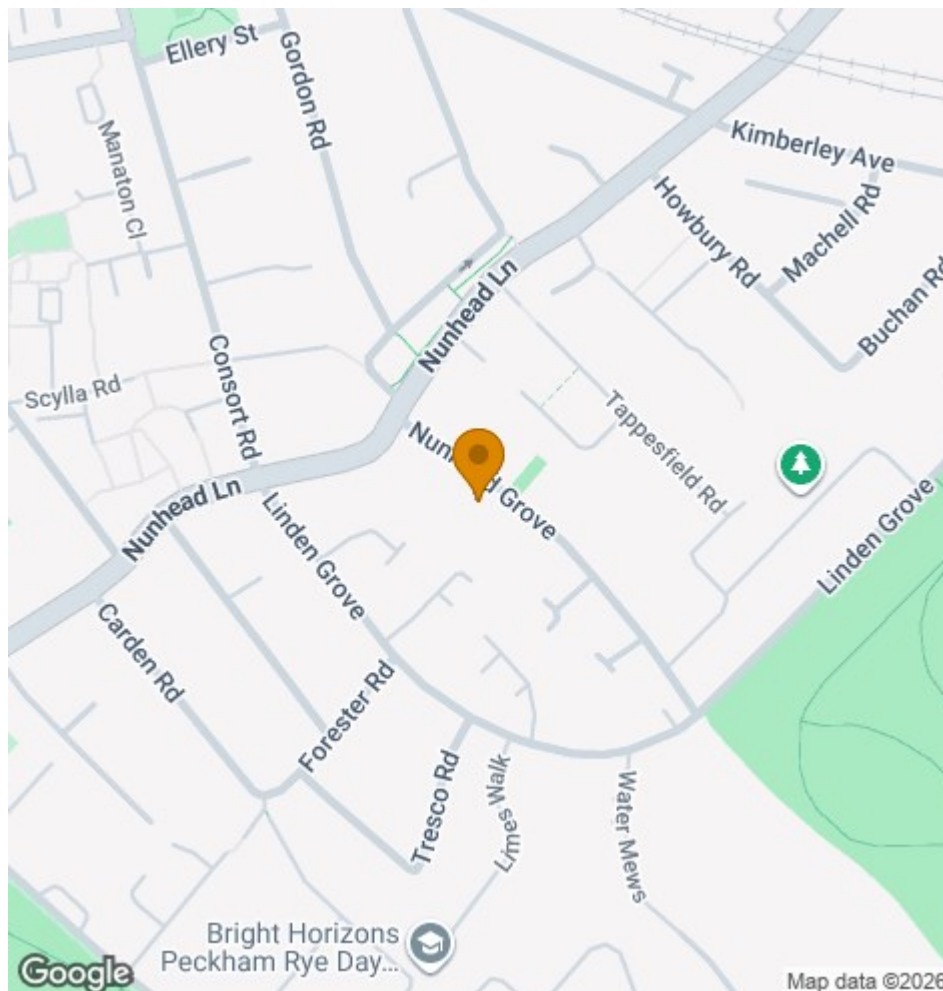 Ellery St
Gordon Rd
Manaton Cl
Kimberley Ave
Howbury Rd
Machell Rd
Buchan Rd
Nunhead Ln
Scylla Rd
Consort Rd
Tappesfield Rd
Nunhead Grove
Nunhead Ln
Linden Grove
Linden Grove
Carden Rd
Forester Rd
Tresco Rd
Limes Walk
Water Mews
Bright Horizons
Peckham Rye Day...
Google
Map data ©2026